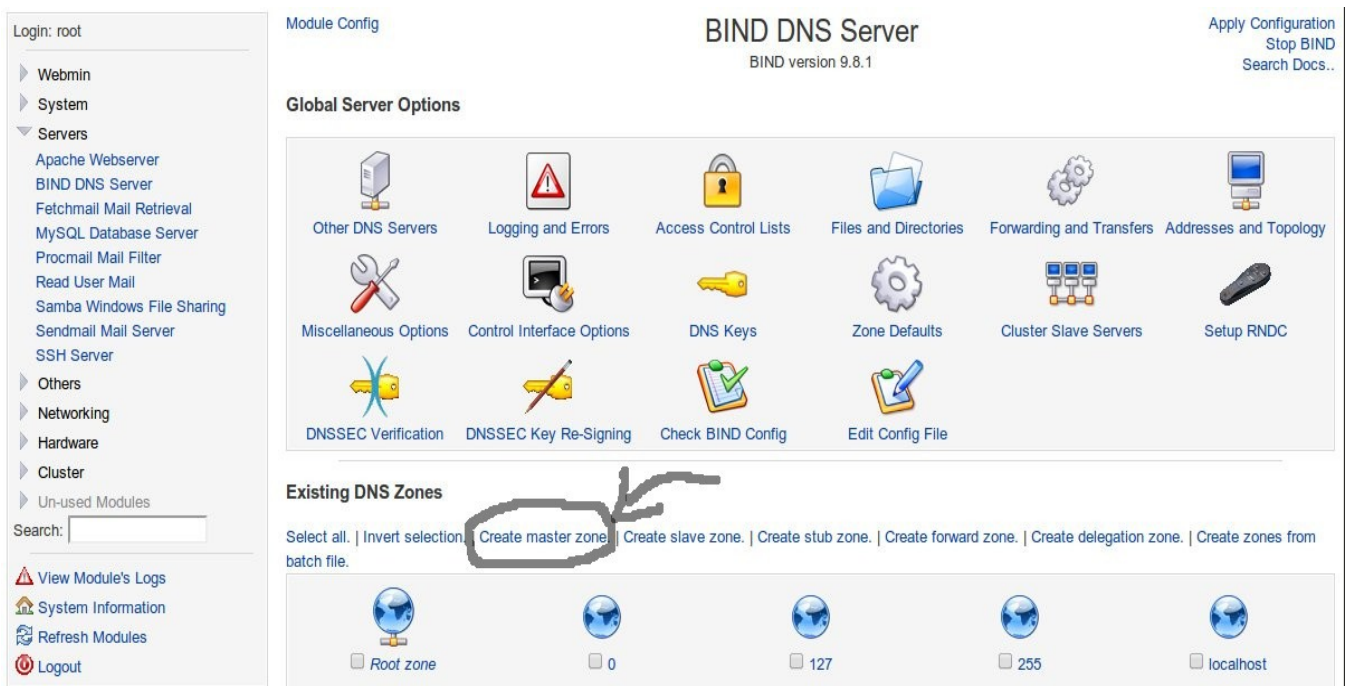 Login: root
Webmin
System
Servers
Apache Webserver
BIND DNS Server
Fetchmail Mail Retrieval
MySQL Database Server
Procmail Mail Filter
Read User Mail
Samba Windows File Sharing
Sendmail Mail Server
SSH Server
Others
Networking
Hardware
Cluster
Un-used Modules
Search:
View Module's Logs
System Information
Refresh Modules
Logout
Module Config
BIND DNS Server
BIND version 9.8.1
Apply Configuration
Stop BIND
Search Docs..
Global Server Options
Other DNS Servers Logging and Errors Access Control Lists Files and Directories Forwarding and Transfers Addresses and Topology
Miscellaneous Options Control Interface Options DNS Keys Zone Defaults Cluster Slave Servers Setup RNDC
DNSSEC Verification DNSSEC Key Re-Signing Check BIND Config Edit Config File
Existing DNS Zones
Select all. | Invert selection. | Create master zone. | Create slave zone. | Create stub zone. | Create forward zone. | Create delegation zone. | Create zones from
batch file.
Root zone 0 127 255 localhost